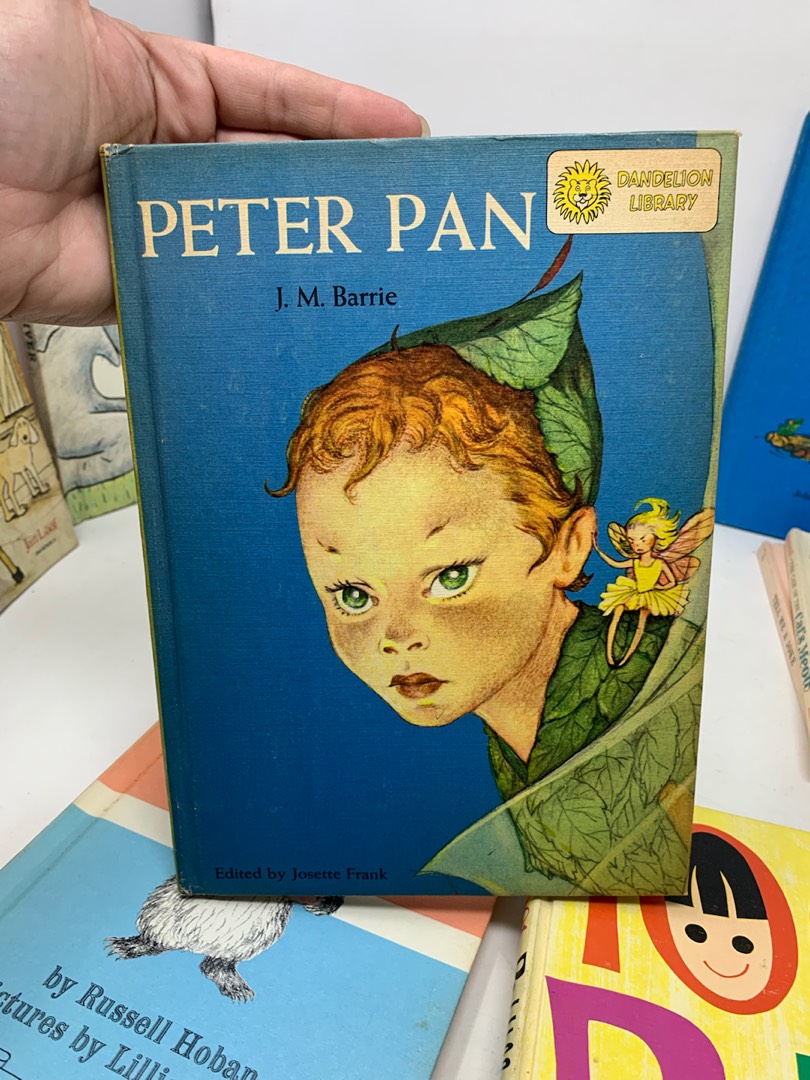 PETER PAN
DANDELION
LIBRARY
J. M. Barrie
Edited by Josette Frank
by Russell Hoban